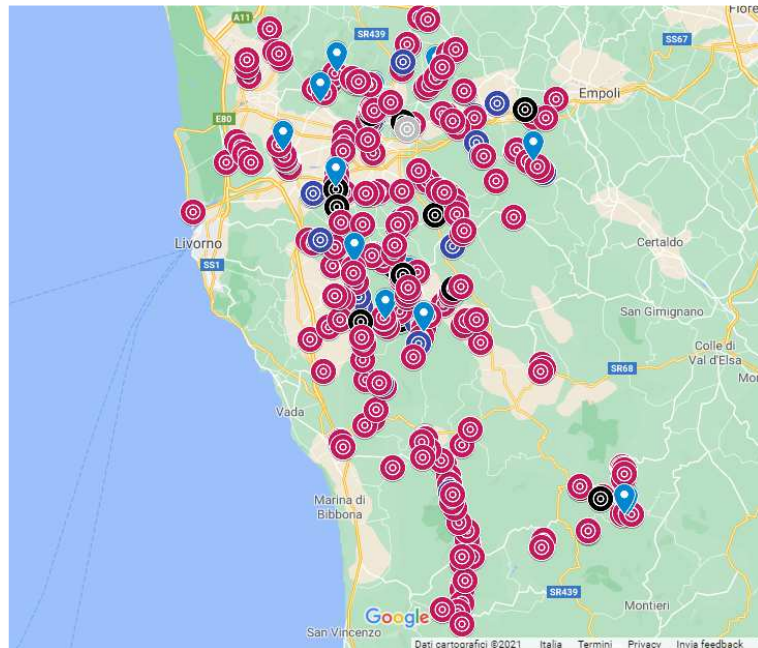 A11
SR439
Fiore
SS67
Empoli
E80
Livorno
SS1
Certaldo
San Gimignano
Colle di
Val d'Elsa
SR68
Vada
Marina di
Bibbona
SR439
Montieri
Google
San Vincenzo
Dati cartografici ©2021 Italia Termini Privacy Invia feedback